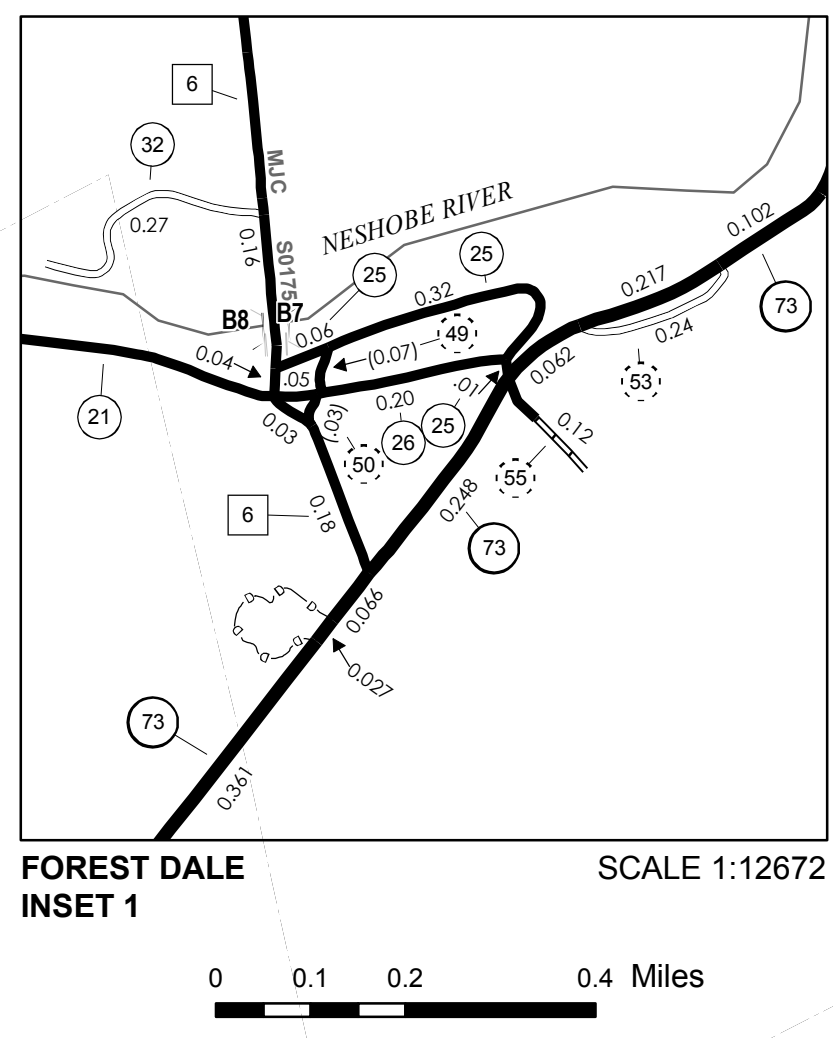 6
32
MJC
0.27
0.16
NESHOBE RIVER
S0175
25
25
0.102
0.217
73
0.32
B8
B7
0.06
49
0.24
0.04
(0.07)
0.062
53
.05
.01
21
0.20
0.03
(.03)
26
25
0.12
50
55
0.248
6
0.18
73
0.066
D
D
D
D
D
D
0.027
73
0.361
FOREST DALE
INSET 1
SCALE 1:12672
0 0.1 0.2 0.4 Miles